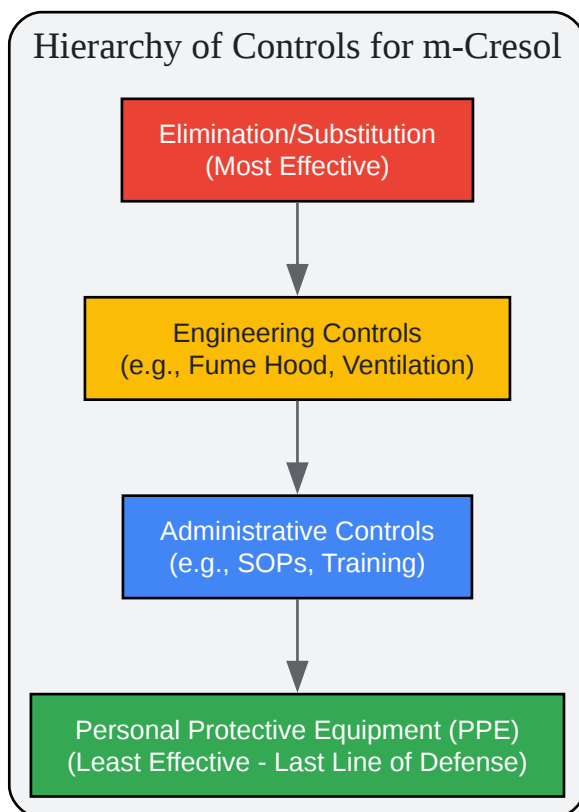 Hierarchy of Controls for m-Cresol
Elimination/Substitution
(Most Effective)
Engineering Controls
(e.g., Fume Hood, Ventilation)
Administrative Controls
(e.g., SOPs, Training)
Personal Protective Equipment (PPE)
(Least Effective - Last Line of Defense)